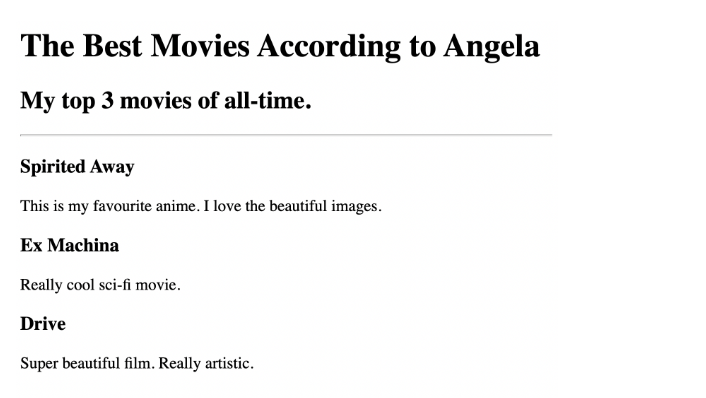 The Best Movies According to Angela
My top 3 movies of all-time.
Spirited Away
This is my favourite anime. I love the beautiful images.
Ex Machina
Really cool sci-fi movie.
Drive
Super beautiful film. Really artistic.